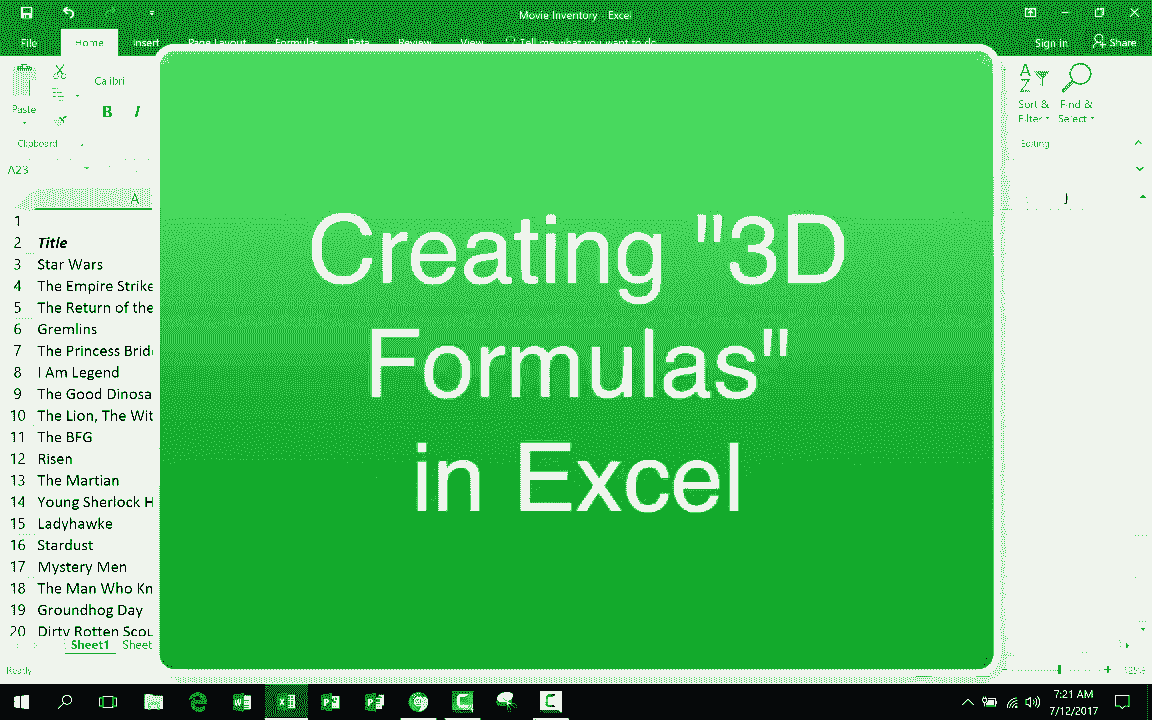 Movie Inventory - Excel
File Home Insert Page Layout Formulas Data Review View Tell me what you want to do
Sign in Share
Paste
Calibri
B I
Clipboard
Sort & Filter
Find & Select
Editing
A23
A
J
Creating "3D
Formulas"
in Excel
1
2 Title
3 Star Wars
4 The Empire Strike
5 The Return of the
6 Gremlins
7 The Princess Brid
8 I Am Legend
9 The Good Dinosa
10 The Lion, The Wit
11 The BFG
12 Risen
13 The Martian
14 Young Sherlock H
15 Ladyhawke
16 Stardust
17 Mystery Men
18 The Man Who Kn
19 Groundhog Day
20 Dirty Rotten Scou
Sheet1 Sheet
Ready
125%
7:21 AM
7/12/2017